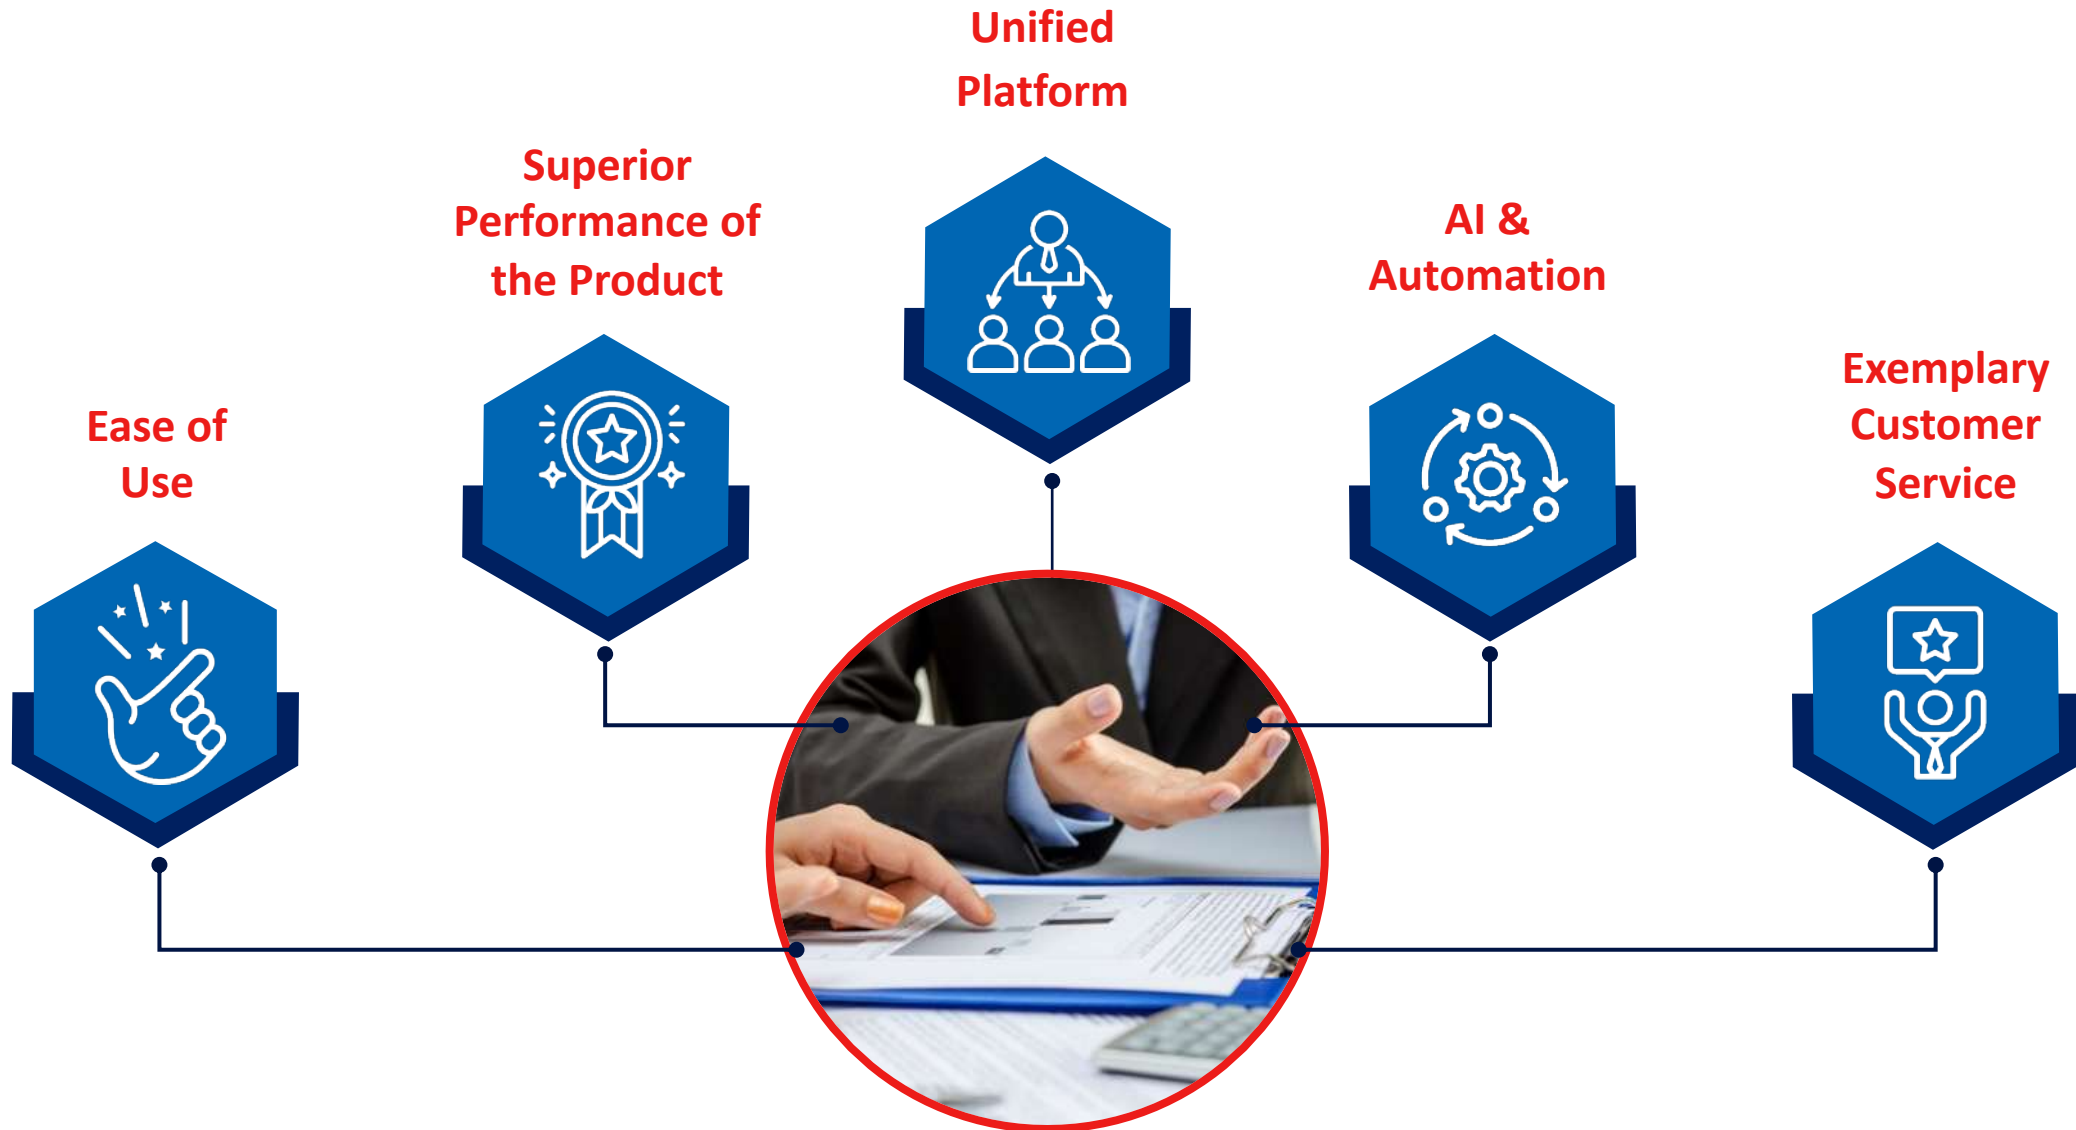 Ease of
Use
Superior
Performance of
the Product
Unified
Platform
AI &
Automation
Exemplary
Customer
Service